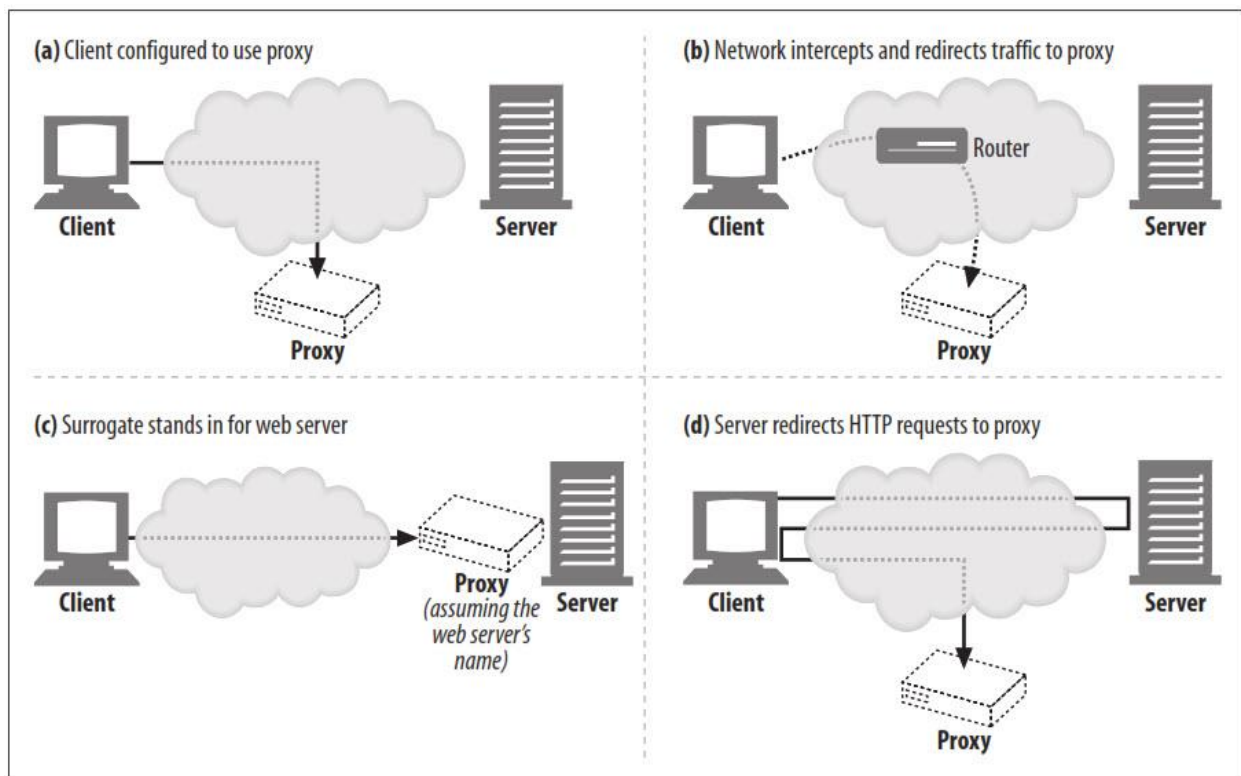 (a) Client configured to use proxy
Client
Server
Proxy
(b) Network intercepts and redirects traffic to proxy
Router
Client
Server
Proxy
(c) Surrogate stands in for web server
Client
Proxy
(assuming the
web server’s
name)
Server
(d) Server redirects HTTP requests to proxy
Client
Server
Proxy